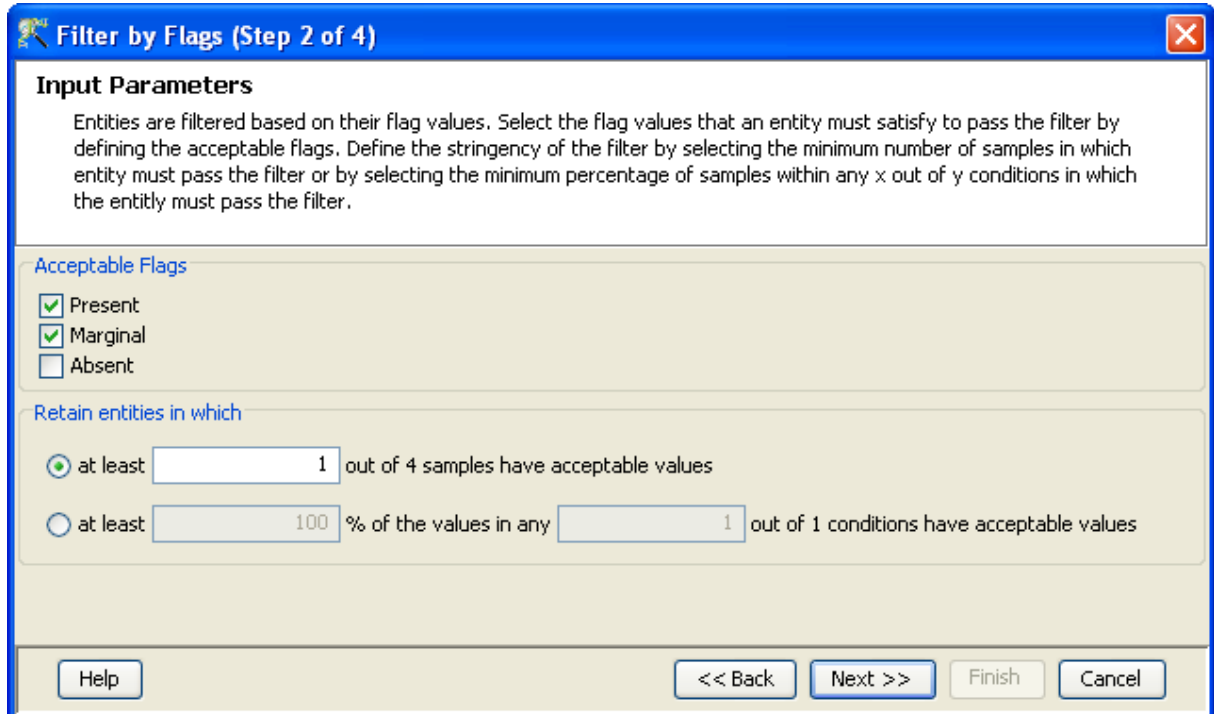 Filter by Flags (Step 2 of 4)
Input Parameters
Entities are filtered based on their flag values. Select the flag values that an entity must satisfy to pass the filter by
defining the acceptable flags. Define the stringency of the filter by selecting the minimum number of samples in which
entity must pass the filter or by selecting the minimum percentage of samples within any x out of y conditions in which
the entitly must pass the filter.
Acceptable Flags
Present
Marginal
Absent
Retain entities in which
at least 1 out of 4 samples have acceptable values
at least 100 % of the values in any 1 out of 1 conditions have acceptable values
Help << Back Next >> Finish Cancel